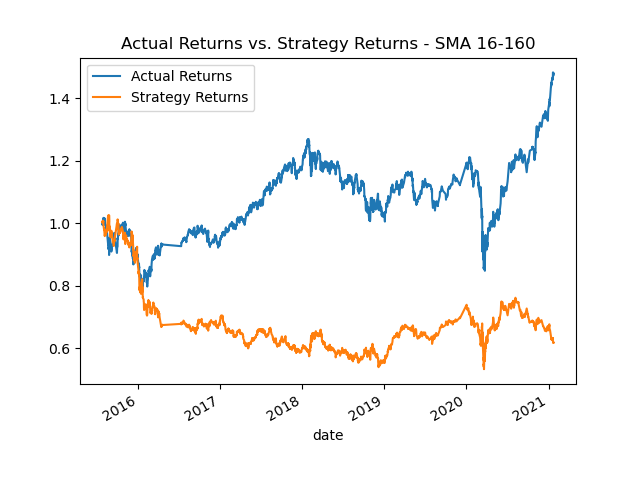 Actual Returns vs. Strategy Returns - SMA 16-160
Actual Returns
Strategy Returns
1.4
1.2
1.0
0.8
0.6
2016
2017
2018
2019
2020
2021
date